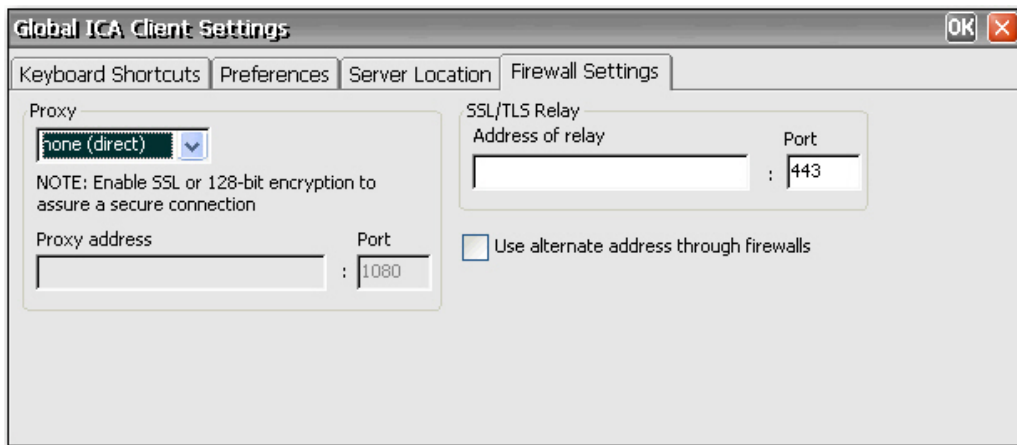 Global ICA Client Settings
OK
Keyboard Shortcuts
Preferences
Server Location
Firewall Settings
Proxy
none (direct)
NOTE: Enable SSL or 128-bit encryption to
assure a secure connection
Proxy address
Port
: 1080
SSL/TLS Relay
Address of relay
Port
: 443
Use alternate address through firewalls